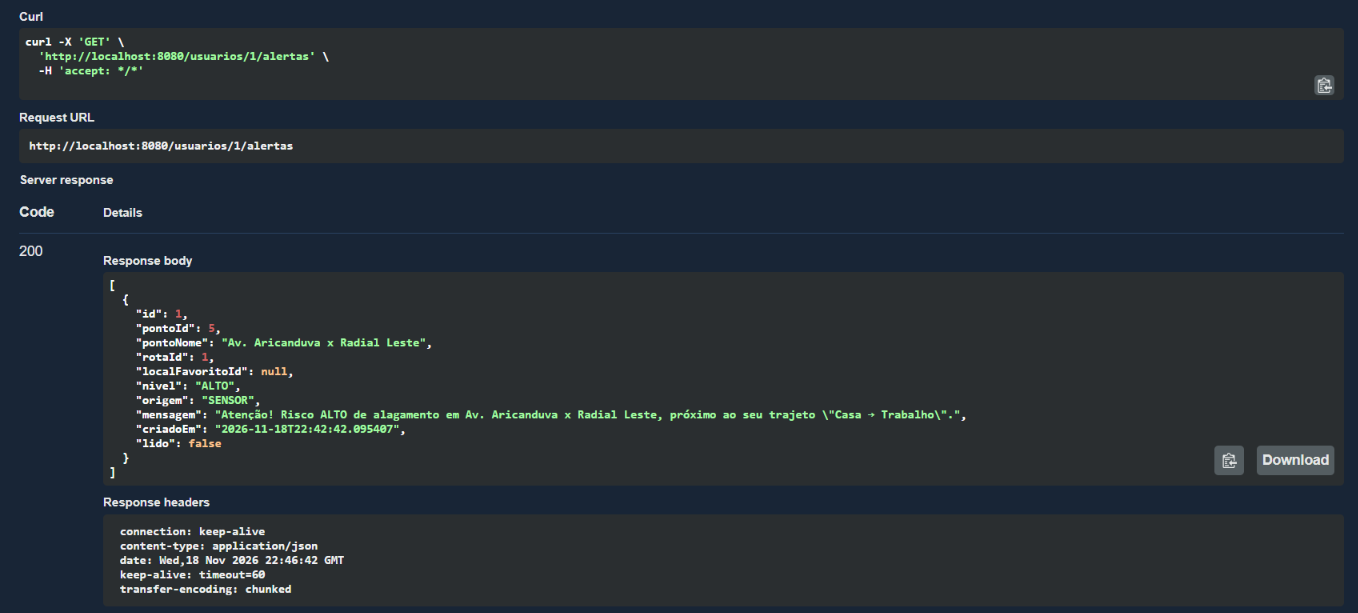 Curl
curl -X 'GET' \
  'http://localhost:8080/usuarios/1/alertas' \
  -H 'accept: */*'
Request URL
http://localhost:8080/usuarios/1/alertas
Server response
Code Details
200
Response body
[
  {
    "id": 1,
    "pontoId": 5,
    "pontoNome": "Av. Aricanduva x Radial Leste",
    "rotaId": 1,
    "localFavoritoId": null,
    "nivel": "ALTO",
    "origem": "SENSOR",
    "mensagem": "Atenção! Risco ALTO de alagamento em Av. Aricanduva x Radial Leste, próximo ao seu trajeto \"Casa → Trabalho\".",
    "criadoEm": "2026-11-18T22:42:42.095407",
    "lido": false
  }
]
Download
Response headers
connection: keep-alive
content-type: application/json
date: Wed,18 Nov 2026 22:46:42 GMT
keep-alive: timeout=60
transfer-encoding: chunked